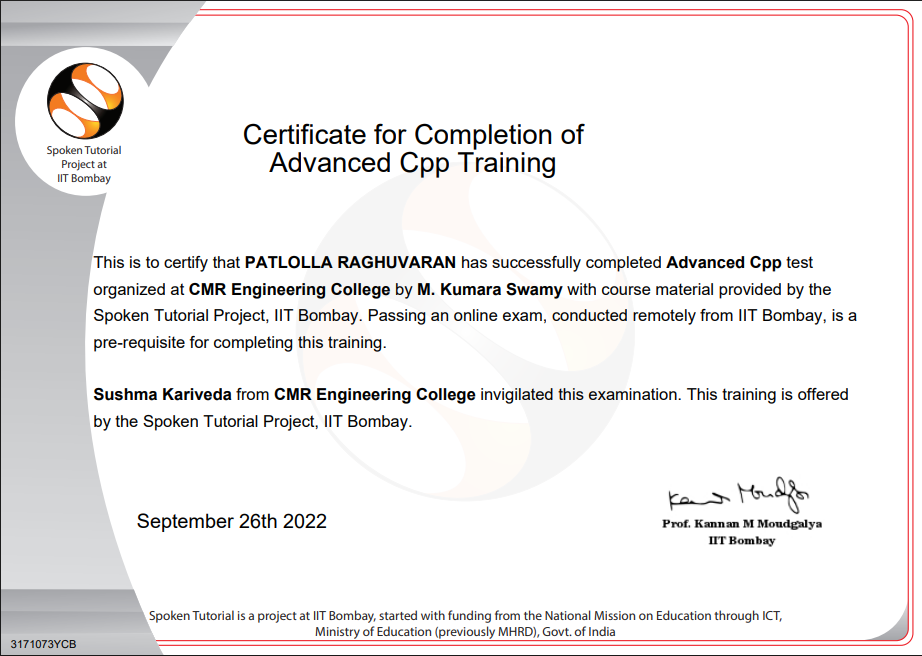 Spoken Tutorial
Project at
IIT Bombay
Certificate for Completion of
Advanced Cpp Training
This is to certify that PATLOLLA RAGHUVARAN has successfully completed Advanced Cpp test
organized at CMR Engineering College by M. Kumara Swamy with course material provided by the
Spoken Tutorial Project, IIT Bombay. Passing an online exam, conducted remotely from IIT Bombay, is a
pre-requisite for completing this training.
Sushma Kariveda from CMR Engineering College invigilated this examination. This training is offered
by the Spoken Tutorial Project, IIT Bombay.
September 26th 2022
Kannan Moudgalya
Prof. Kannan M Moudgalya
IIT Bombay
Spoken Tutorial is a project at IIT Bombay, started with funding from the National Mission on Education through ICT,
Ministry of Education (previously MHRD), Govt. of India
3171073YCB